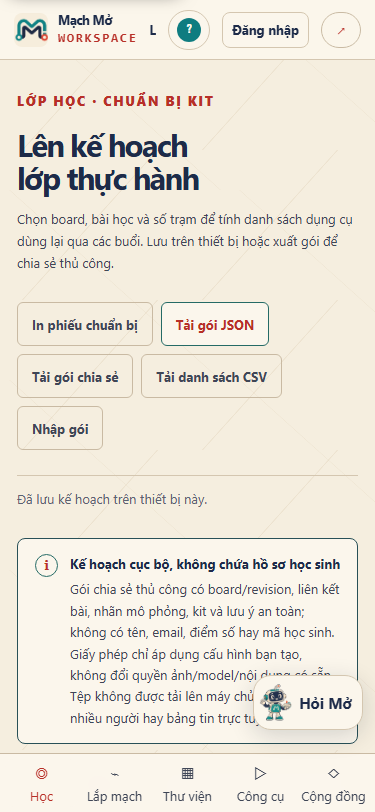 Mạch Mở
WORKSPACE
L
?
Đăng nhập
↗
LỚP HỌC · CHUẨN BỊ KIT
Lên kế hoạch
lớp thực hành
Chọn board, bài học và số trạm để tính danh sách dụng cụ
dùng lại qua các buổi. Lưu trên thiết bị hoặc xuất gói để
chia sẻ thủ công.
In phiếu chuẩn bị
Tải gói JSON
Tải gói chia sẻ
Tải danh sách CSV
Nhập gói
Đã lưu kế hoạch trên thiết bị này.
i
Kế hoạch cục bộ, không chứa hồ sơ học sinh
Gói chia sẻ thủ công có board/revision, liên kết
bài, nhãn mô phỏng, kit và lưu ý an toàn;
không có tên, email, điểm số hay mã học sinh.
Giấy phép chỉ áp dụng cấu hình bạn tạo,
không đổi quyền ảnh/model/nội dung có sẵn.
Tệp không được tải lên máy chủ
nhiều người hay bảng tin trực
Hỏi Mở
Học
Lắp mạch
Thư viện
Công cụ
Cộng đồng